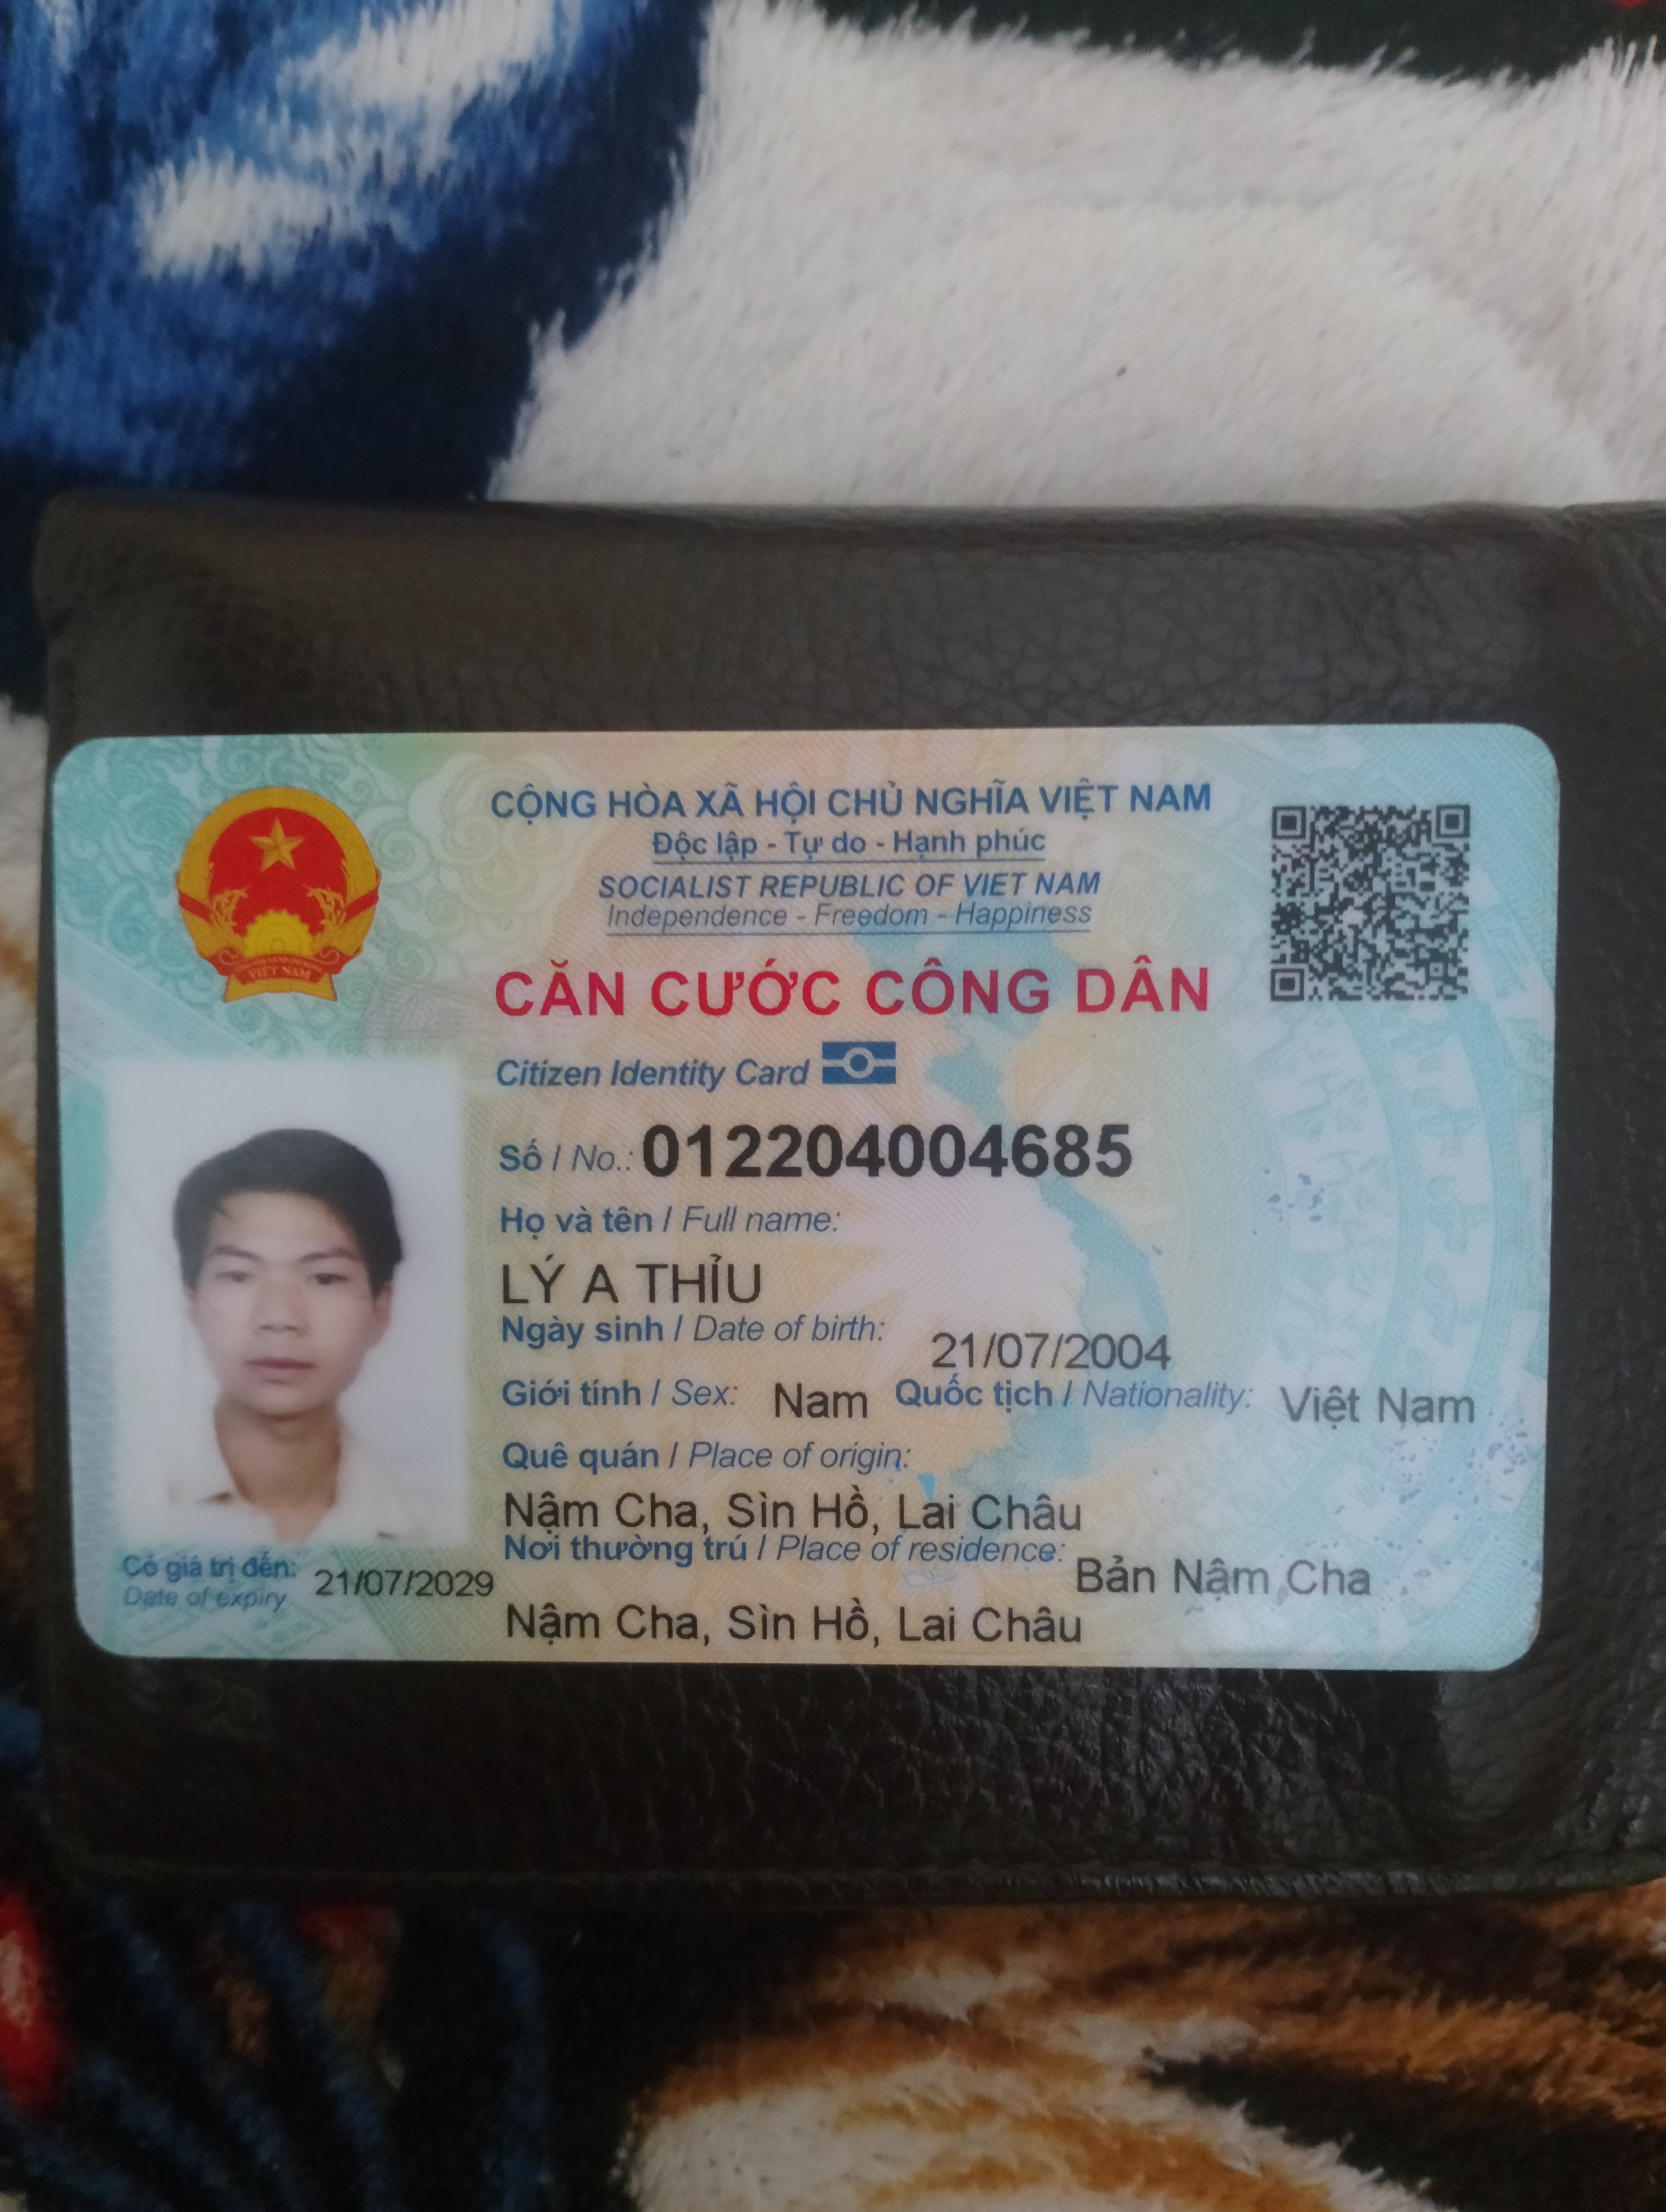 CỘNG HÒA XÃ HỘI CHỦ NGHĨA VIỆT NAM
Độc lập - Tự do - Hạnh phúc
SOCIALIST REPUBLIC OF VIET NAM
Independence - Freedom - Happiness
VIỆT NAM
CĂN CƯỚC CÔNG DÂN
Citizen Identity Card
Số / No.: 012204004685
Họ và tên / Full name:
LÝ A THỈU
Ngày sinh / Date of birth: 21/07/2004
Giới tính / Sex: Nam Quốc tịch / Nationality: Việt Nam
Quê quán / Place of origin:
Nậm Cha, Sìn Hồ, Lai Châu
Nơi thường trú / Place of residence: Bản Nậm Cha
Nậm Cha, Sìn Hồ, Lai Châu
Có giá trị đến: 21/07/2029
Date of expiry